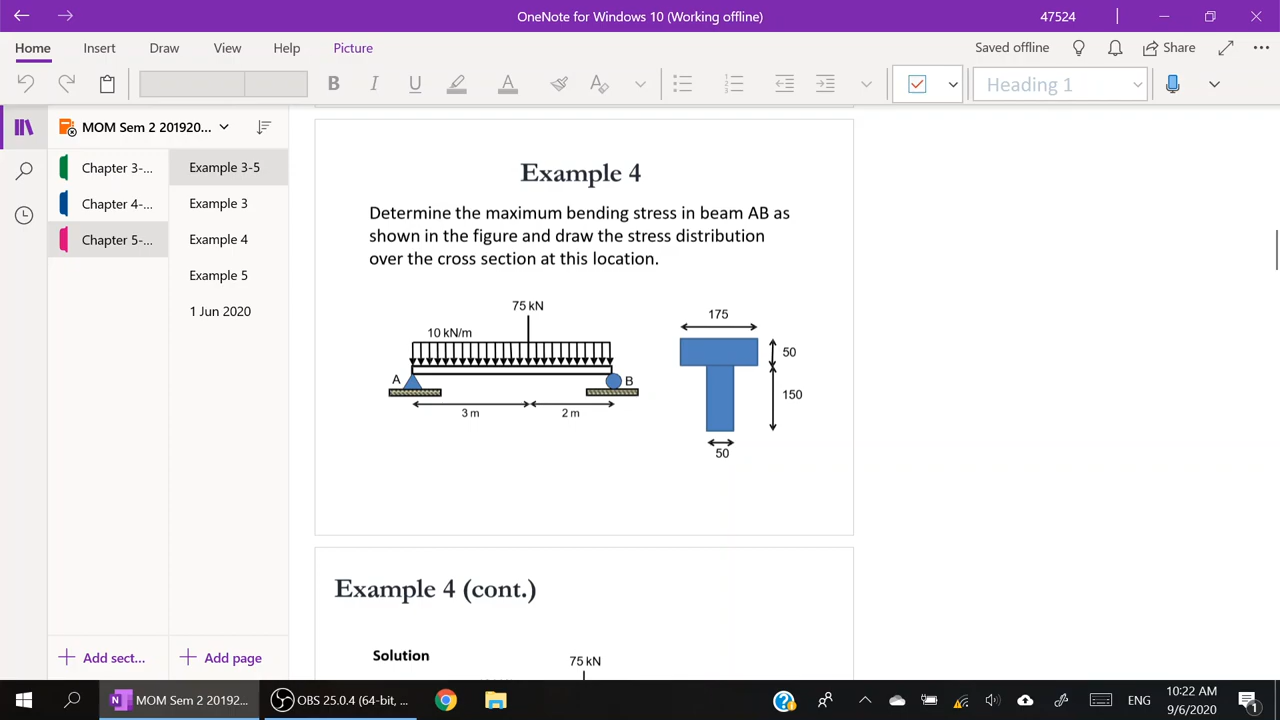 OneNote for Windows 10 (Working offline)
47524
Home
Insert
Draw
View
Help
Picture
Saved offline
Share
B
I
U
A
A
Heading 1
MOM Sem 2 201920...
Chapter 3-...
Chapter 4-...
Chapter 5-...
Example 3-5
Example 3
Example 4
Example 5
1 Jun 2020
Add sect...
Add page
Example 4
Determine the maximum bending stress in beam AB as
shown in the figure and draw the stress distribution
over the cross section at this location.
75 kN
10 kN/m
A
B
3 m
2 m
175
50
150
50
Example 4 (cont.)
Solution
75 kN
MOM Sem 2 20192...
OBS 25.0.4 (64-bit, ...
ENG
10:22 AM
9/6/2020
1